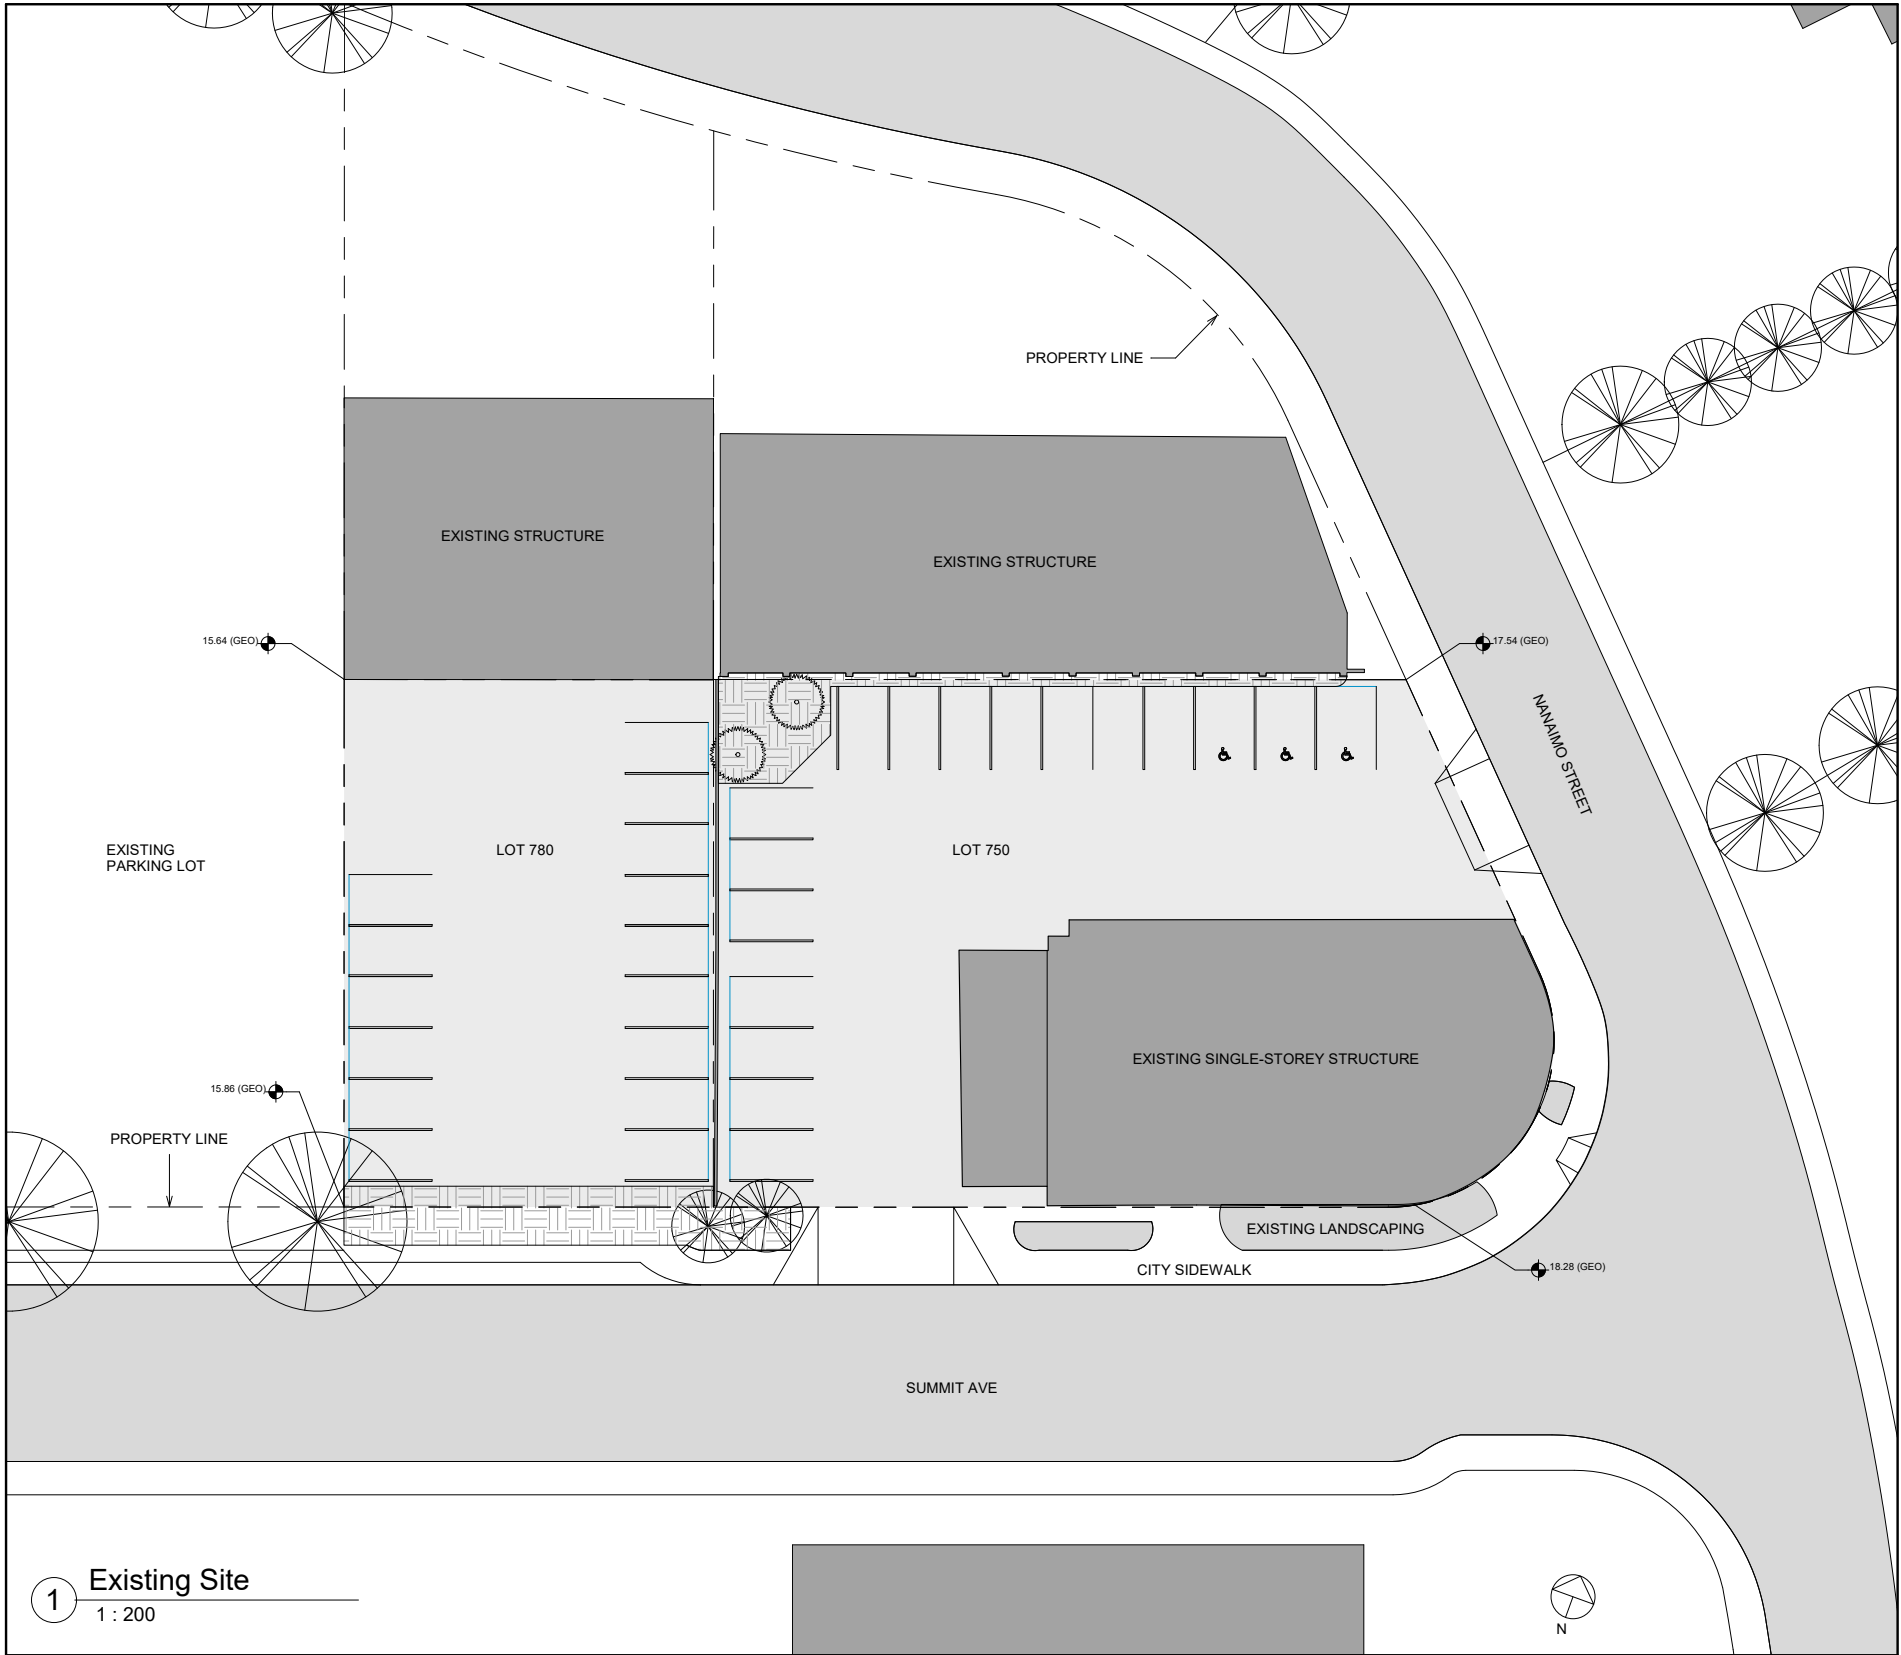 PROPERTY LINE
EXISTING STRUCTURE
EXISTING STRUCTURE
15.64 (GEO)
17.54 (GEO)
NANAIMO STREET
EXISTING
PARKING LOT
LOT 780
LOT 750
EXISTING SINGLE-STOREY STRUCTURE
15.86 (GEO)
PROPERTY LINE
EXISTING LANDSCAPING
CITY SIDEWALK
18.28 (GEO)
SUMMIT AVE
1
Existing Site
1 : 200
N